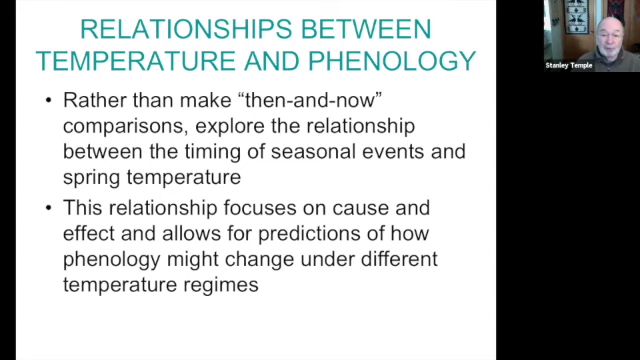 RELATIONSHIPS BETWEEN
TEMPERATURE AND PHENOLOGY
• Rather than make “then-and-now”
comparisons, explore the relationship
between the timing of seasonal events and
spring temperature
• This relationship focuses on cause and
effect and allows for predictions of how
phenology might change under different
temperature regimes
Stanley Temple